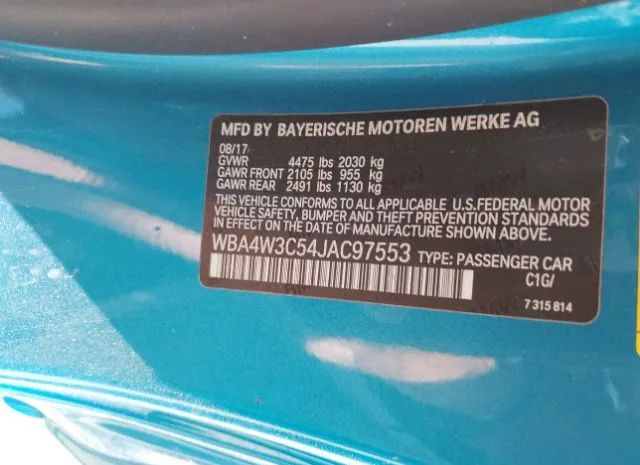 MFD BY BAYERISCHE MOTOREN WERKE AG
08/17
GVWR 4475 lbs 2030 kg
GAWR FRONT 2105 lbs 955 kg
GAWR REAR 2491 lbs 1130 kg
THIS VEHICLE CONFORMS TO ALL APPLICABLE U.S.FEDERAL MOTOR
VEHICLE SAFETY, BUMPER AND THEFT PREVENTION STANDARDS
IN EFFECT ON THE DATE OF MANUFACTURE SHOWN ABOVE.
WBA4W3C54JAC97553 TYPE: PASSENGER CAR
C1G/
7 315 814